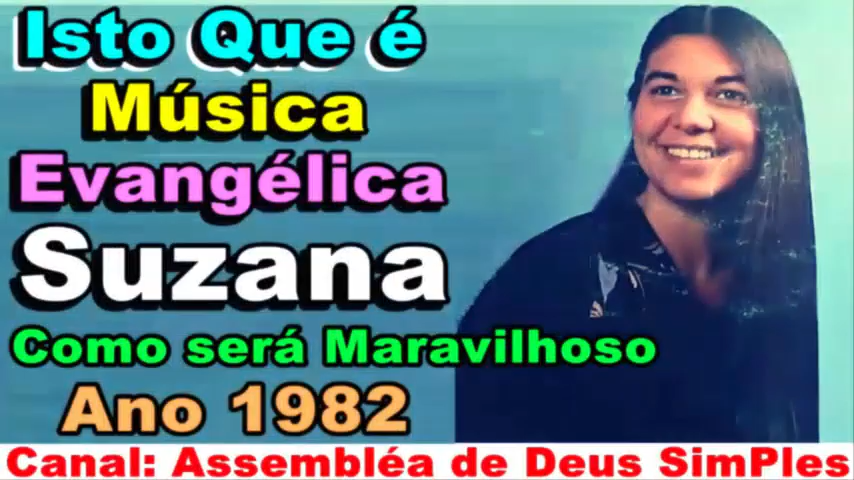 Isto Que é
Música
Evangélica
Suzana
Como será Maravilhoso
Ano 1982
Canal: Assembléa de Deus SimPles